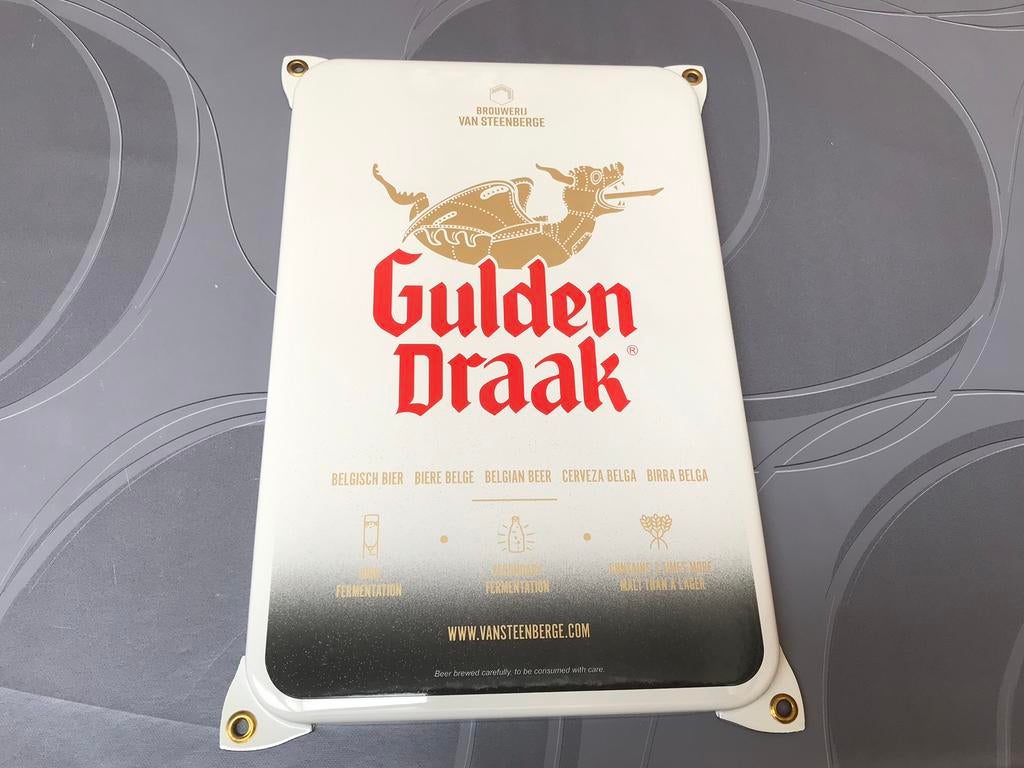 BROUWERIJ
VAN STEENBERGE
Gulden
Draak®
BELGISCH BIER BIERE BELGE BELGIAN BEER CERVEZA BELGA BIRRA BELGA
FERMENTATION
SECONDARY
FERMENTATION
CONTAINS 2 TIMES MORE
MALT THAN A LAGER
WWW.VANSTEENBERGE.COM
Beer brewed carefully, to be consumed with care.